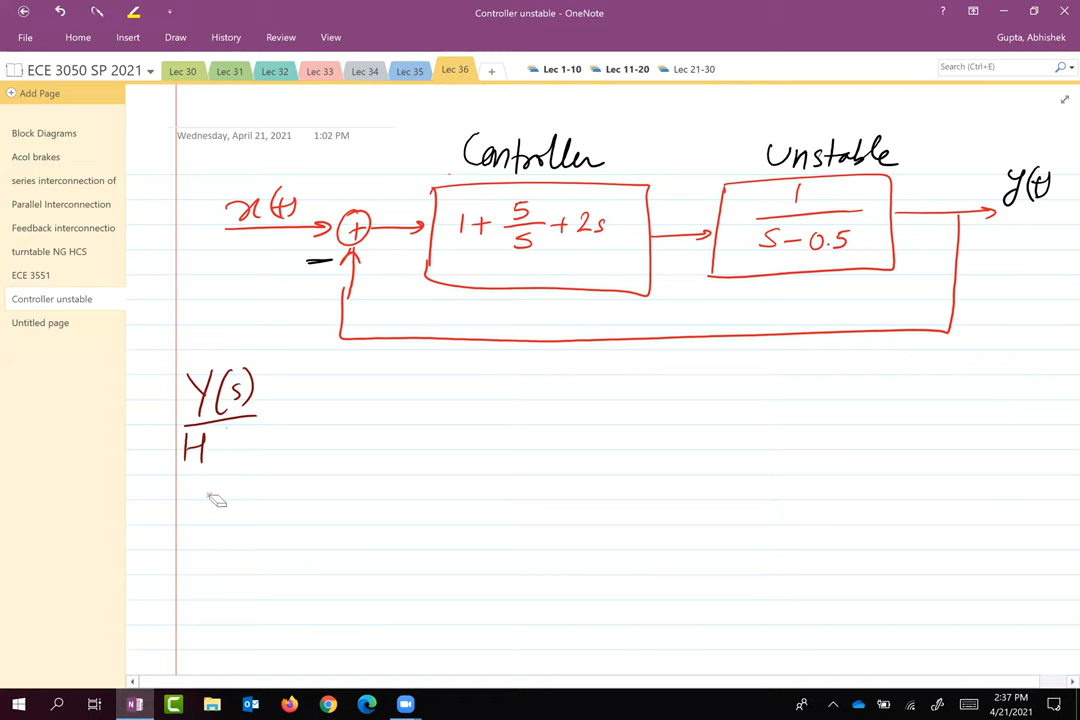 Controller unstable - OneNote
?
File Home Insert Draw History Review View
Gupta, Abhishek
ECE 3050 SP 2021 Lec 30 Lec 31 Lec 32 Lec 33 Lec 34 Lec 35 Lec 36 + Lec 1-10 Lec 11-20 Lec 21-30 Search (Ctrl+E)
Add Page
Block Diagrams
Acol brakes
series interconnection of
Parallel Interconnection
Feedback interconnectio
turntable NG HCS
ECE 3551
Controller unstable
Untitled page
Wednesday, April 21, 2021 1:02 PM
Controller Unstable
x(t) + − 1 + 5/s + 2s 1/(s − 0.5) y(t)
Y(s)
H
2:37 PM
4/21/2021